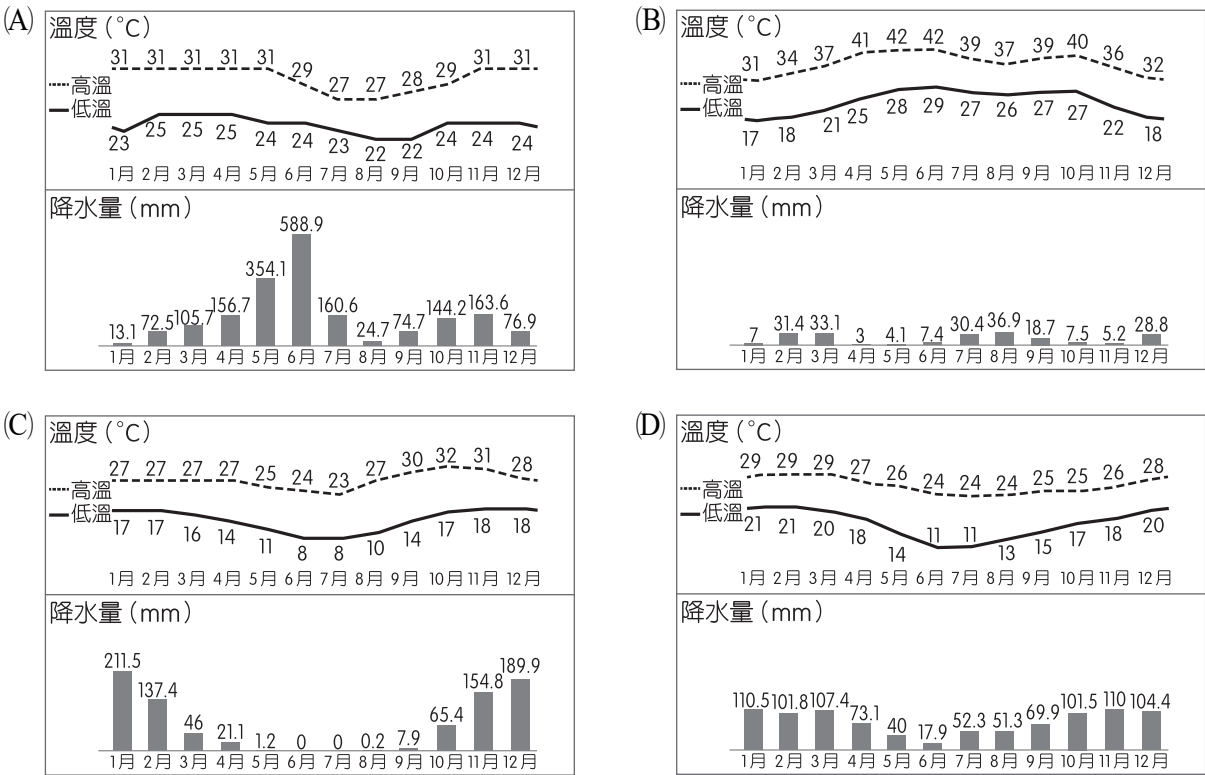 (A)
溫度(°C)
31 31 31 31 31 29 27 27 28 29 31 31
高溫
低溫
23 25 25 25 24 24 23 22 22 24 24 24
1月 2月 3月 4月 5月 6月 7月 8月 9月 10月 11月 12月
降水量(mm)
13.1 72.5 105.7 156.7 354.1 588.9 160.6 24.7 74.7 144.2 163.6 76.9
1月 2月 3月 4月 5月 6月 7月 8月 9月 10月 11月 12月
(B)
溫度(°C)
31 34 37 41 42 42 39 37 39 40 36 32
高溫
低溫
17 18 21 25 28 29 27 26 27 27 22 18
1月 2月 3月 4月 5月 6月 7月 8月 9月 10月 11月 12月
降水量(mm)
7 31.4 33.1 3 4.1 7.4 30.4 36.9 18.7 7.5 5.2 28.8
1月 2月 3月 4月 5月 6月 7月 8月 9月 10月 11月 12月
(C)
溫度(°C)
27 27 27 27 25 24 23 27 30 32 31 28
高溫
低溫
17 17 16 14 11 8 8 10 14 17 18 18
1月 2月 3月 4月 5月 6月 7月 8月 9月 10月 11月 12月
降水量(mm)
211.5 137.4 46 21.1 1.2 0 0 0.2 7.9 65.4 154.8 189.9
1月 2月 3月 4月 5月 6月 7月 8月 9月 10月 11月 12月
(D)
溫度(°C)
29 29 29 27 26 24 24 24 25 25 26 28
高溫
低溫
21 21 20 18 14 11 11 13 15 17 18 20
1月 2月 3月 4月 5月 6月 7月 8月 9月 10月 11月 12月
降水量(mm)
110.5 101.8 107.4 73.1 40 17.9 52.3 51.3 69.9 101.5 110 104.4
1月 2月 3月 4月 5月 6月 7月 8月 9月 10月 11月 12月